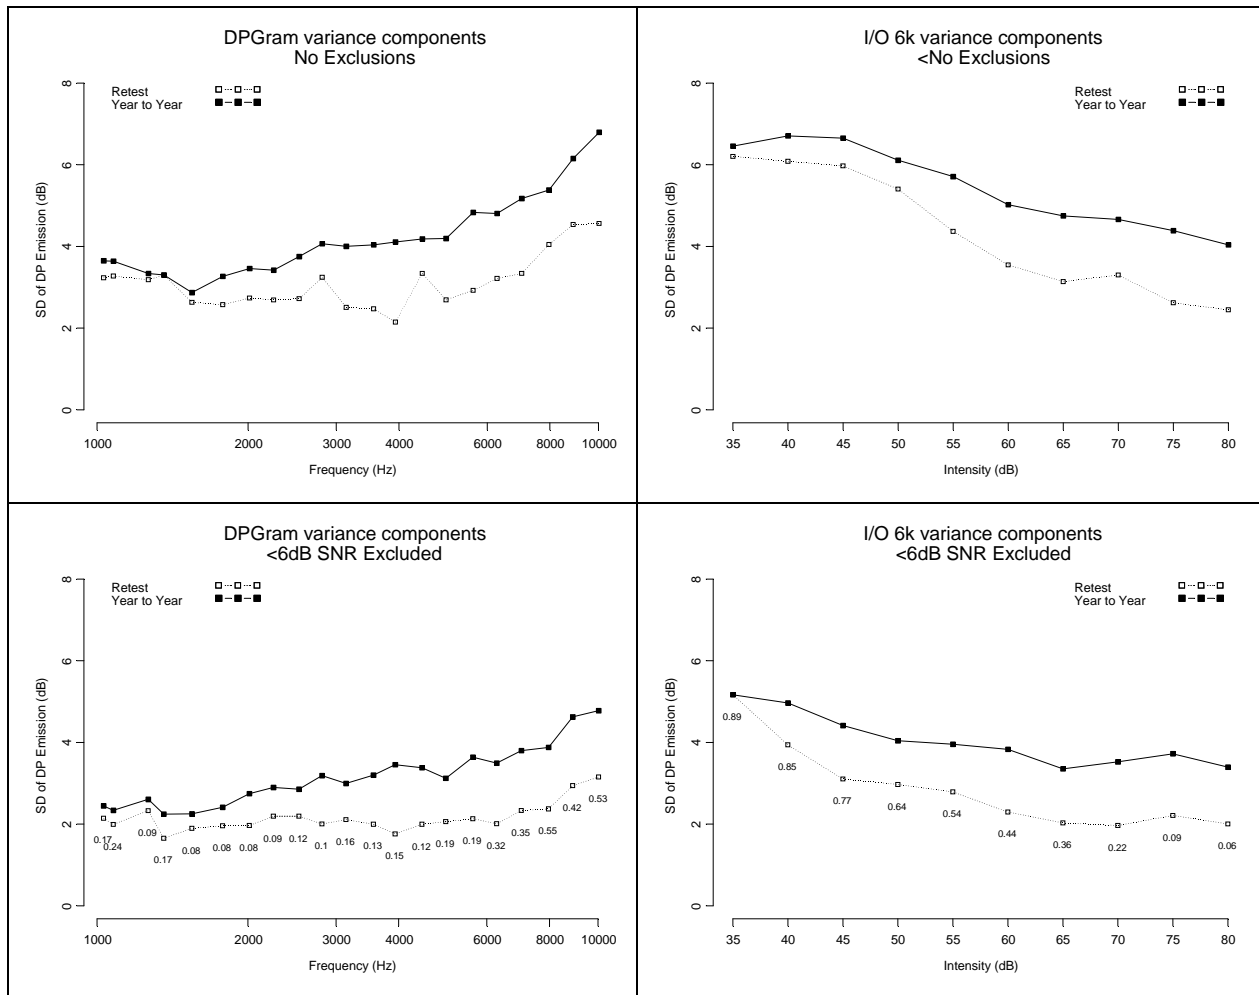 DPGram variance components
No Exclusions
Retest
Year to Year
SD of DP Emission (dB)
8
6
4
2
0
1000 2000 3000 4000 6000 8000 10000
Frequency (Hz)
I/O 6k variance components
<No Exclusions
Retest
Year to Year
SD of DP Emission (dB)
8
6
4
2
0
35 40 45 50 55 60 65 70 75 80
Intensity (dB)
DPGram variance components
<6dB SNR Excluded
Retest
Year to Year
SD of DP Emission (dB)
8
6
4
2
0
0.17 0.24 0.09 0.17 0.08 0.08 0.08 0.09 0.12 0.1 0.16 0.13 0.15 0.12 0.19 0.19 0.32 0.35 0.55 0.42 0.53
1000 2000 3000 4000 6000 8000 10000
Frequency (Hz)
I/O 6k variance components
<6dB SNR Excluded
Retest
Year to Year
SD of DP Emission (dB)
8
6
4
2
0
0.89 0.85 0.77 0.64 0.54 0.44 0.36 0.22 0.09 0.06
35 40 45 50 55 60 65 70 75 80
Intensity (dB)